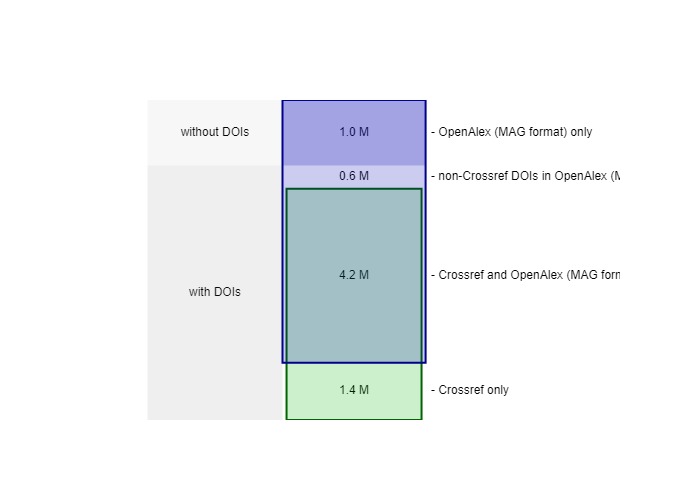 without DOIs
1.0 M
- OpenAlex (MAG format) only
0.6 M
- non-Crossref DOIs in OpenAlex (
with DOIs
4.2 M
- Crossref and OpenAlex (MAG form
1.4 M
- Crossref only